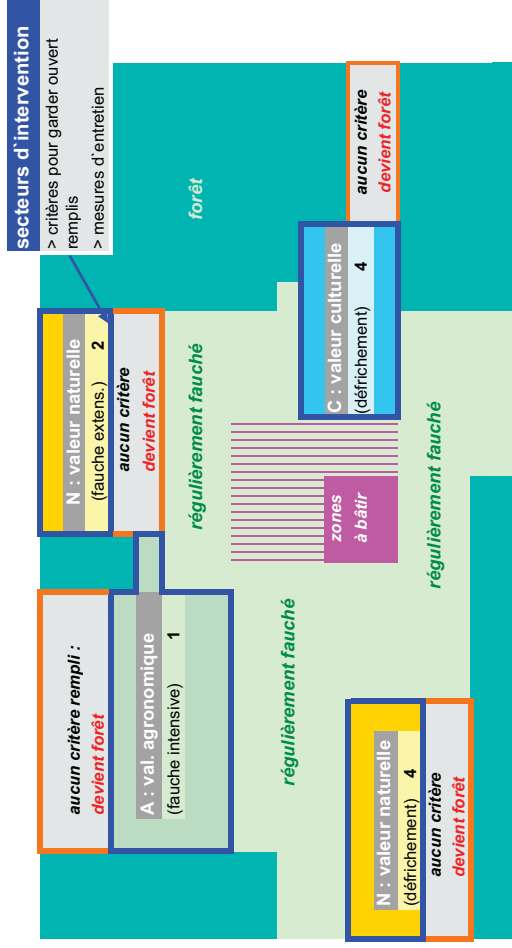 secteurs d`intervention
> critères pour garder ouvert
remplis
> mesures d`entretien
aucun critère rempli :
devient forêt
N : valeur naturelle
(fauche extens.) 2
aucun critère
devient forêt
forêt
A : val. agronomique
(fauche intensive) 1
régulièrement fauché
aucun critère
devient forêt
régulièrement fauché
zones
à bâtir
C : valeur culturelle
(défrichement) 4
N : valeur naturelle
(défrichement) 4
aucun critère
devient forêt
régulièrement fauché